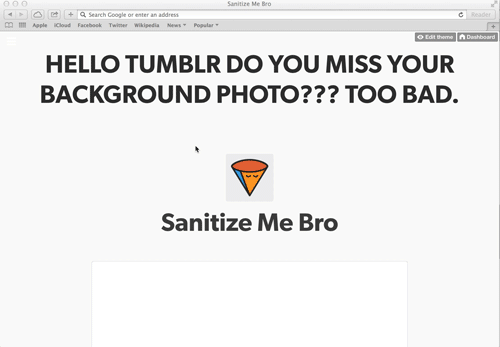 Sanitize Me Bro
Search Google or enter an address
Reader
Apple iCloud Facebook Twitter Wikipedia News Popular
Edit theme Dashboard
HELLO TUMBLR DO YOU MISS YOUR
BACKGROUND PHOTO??? TOO BAD.
Sanitize Me Bro